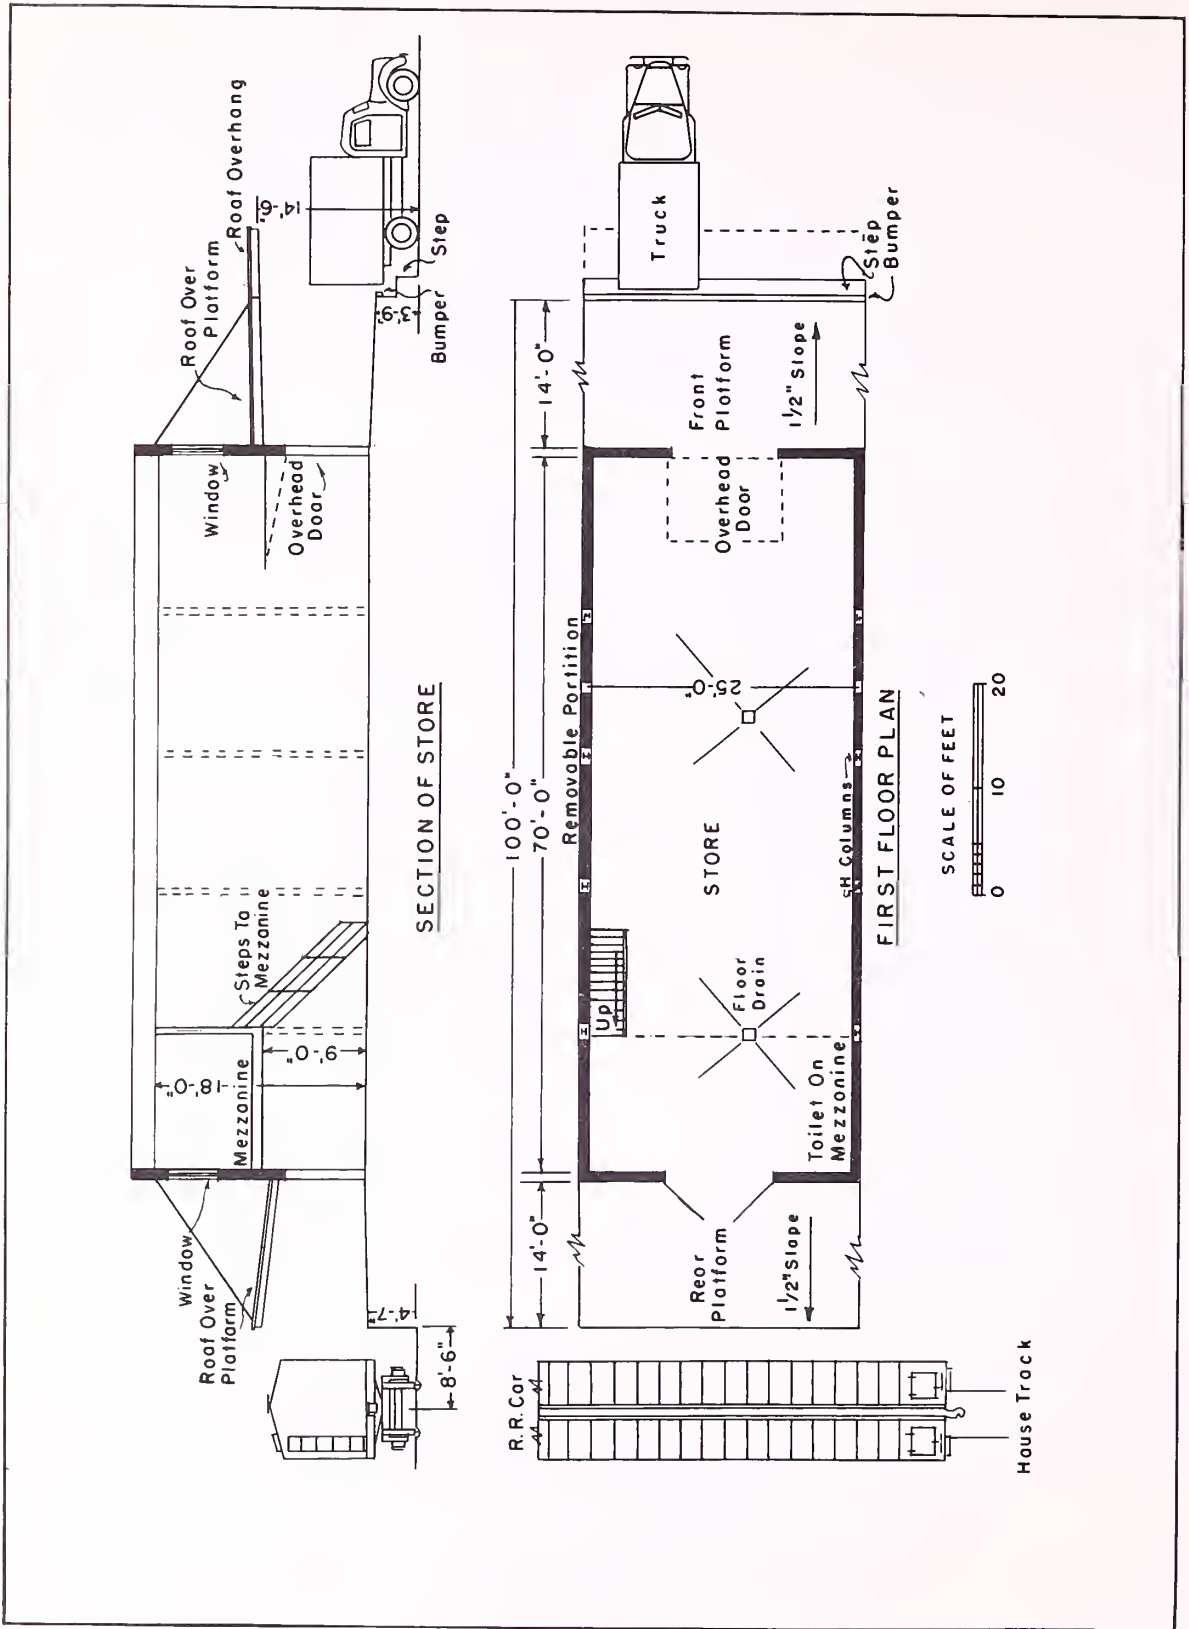 Roof Over
Platform
Roof Overhang
14'-6"
3'-9"
Step
Bumper
Window
Overhead
Door
Steps To
Mezzanine
Mezzanine
18'-0"
9'-0"
Window
Roof Over
Platform
4'-7"
8'-6"
SECTION OF STORE
100'-0"
14'-0"
70'-0"
14'-0"
Removable Partition
R.R. Car
Up
Rear
Platform
1 1/2" Slope
Floor
Drain
STORE
25'-0"
Overhead
Door
Front
Platform
1 1/2" Slope
Truck
Step
Bumper
Toilet On
Mezzonine
H Columns
House Track
FIRST FLOOR PLAN
SCALE OF FEET
0 10 20